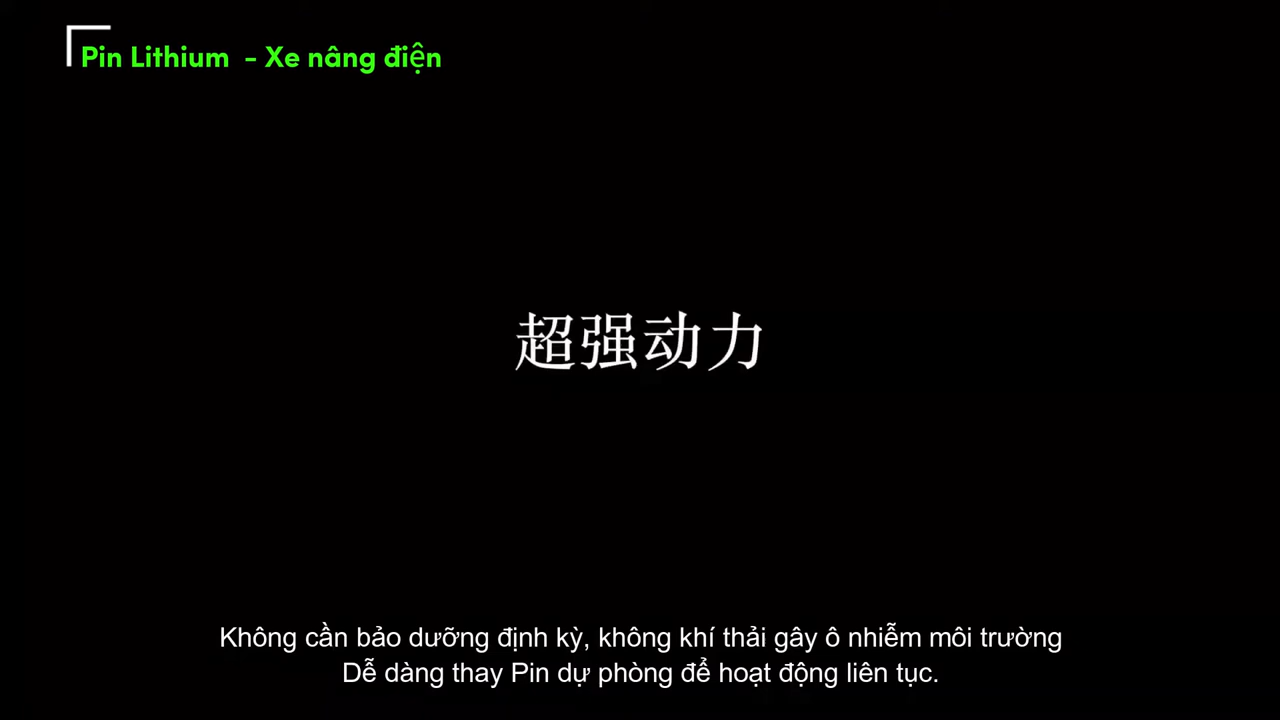 Pin Lithium - Xe nâng điện
超强动力
Không cần bảo dưỡng định kỳ, không khí thải gây ô nhiễm môi trường
Dễ dàng thay Pin dự phòng để hoạt động liên tục.